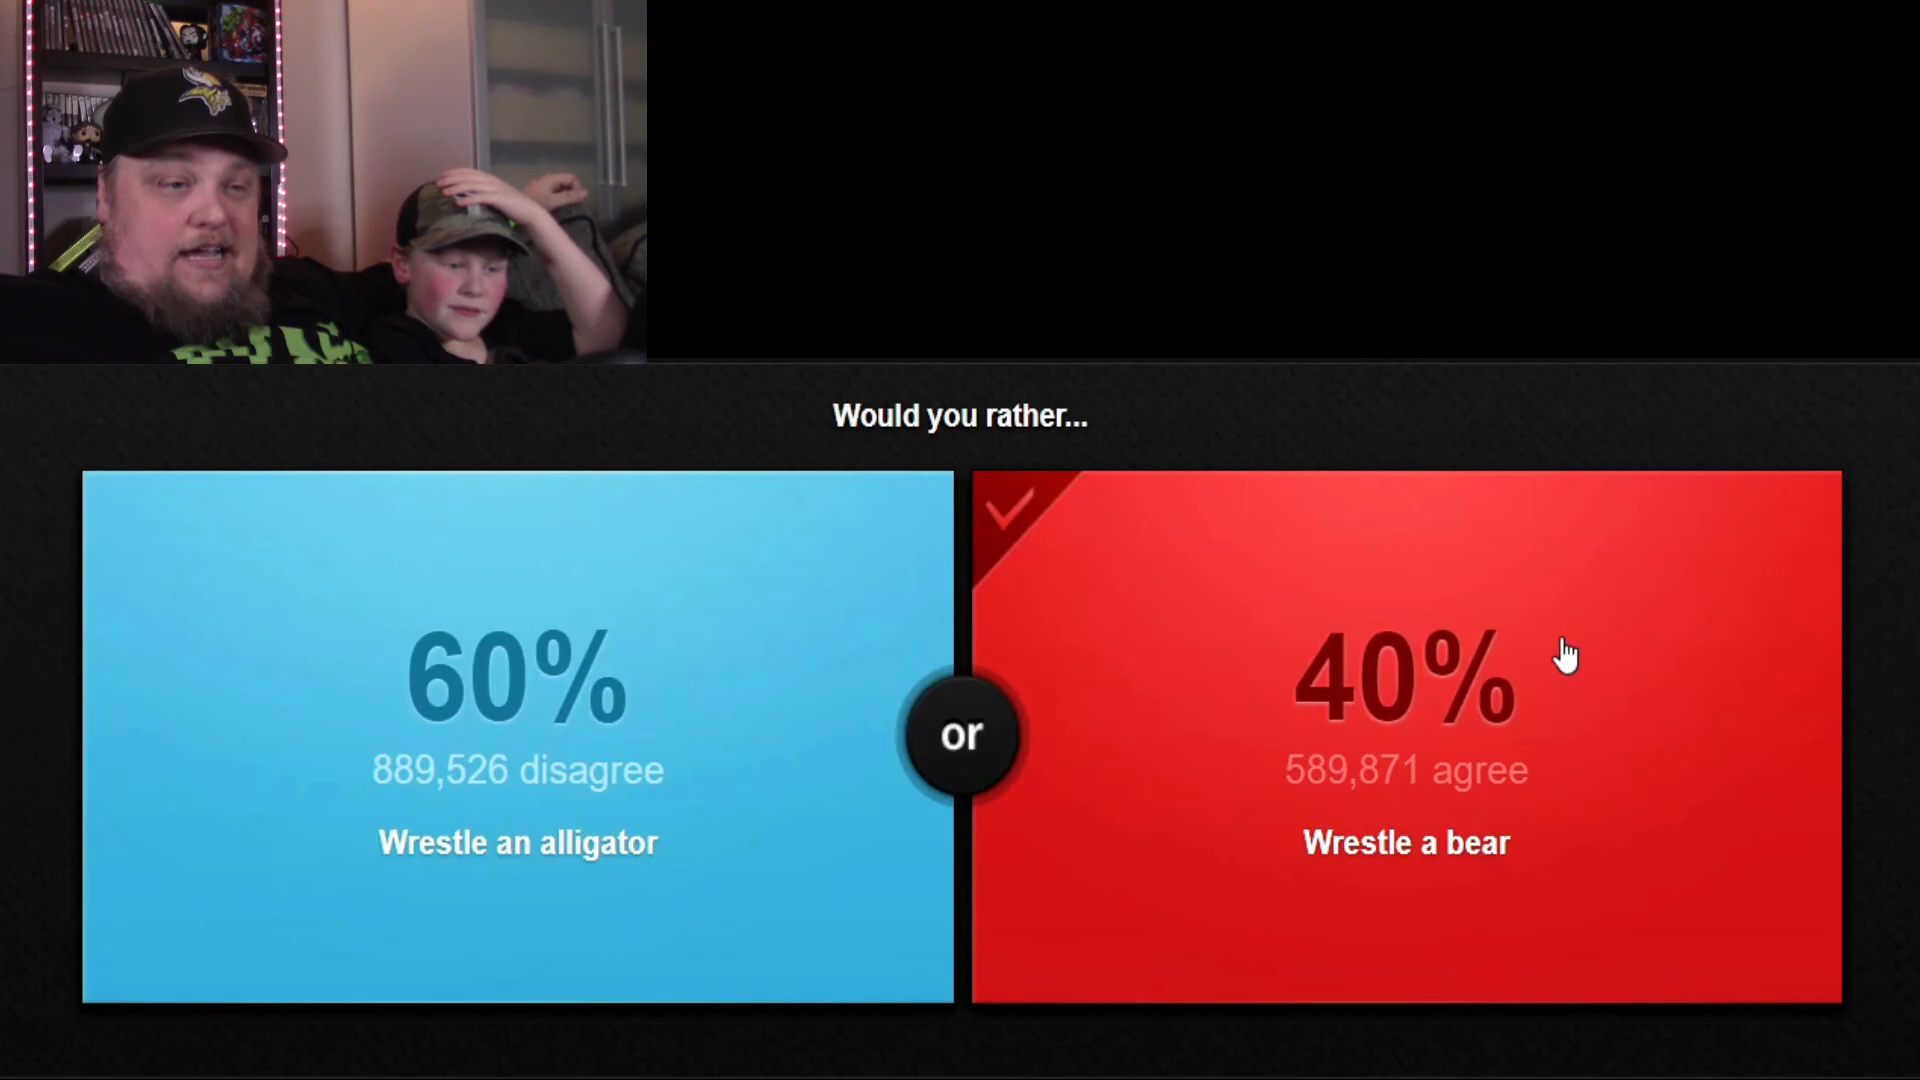 Would you rather...
60%
889,526 disagree
Wrestle an alligator
or
40%
589,871 agree
Wrestle a bear